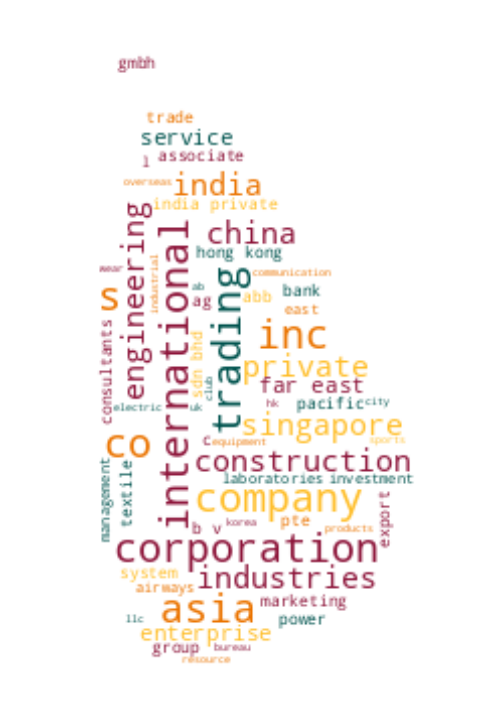 gmbh
trade
service
l associate
overseas india
india private
engineering
international
china
hong kong
wear
industrial
trading
communication
ab
s
ag
abb
bank
east
inc
consultants
sdn bhd
private
club
far east
electric
uk
hk
pacific
city
singapore
co
c
equipment
sports
construction
management
textile
laboratories investment
company
export
b v
korea
pte
products
corporation
system
industries
airways
asia
marketing
llc
power
enterprise
group
bureau
resource